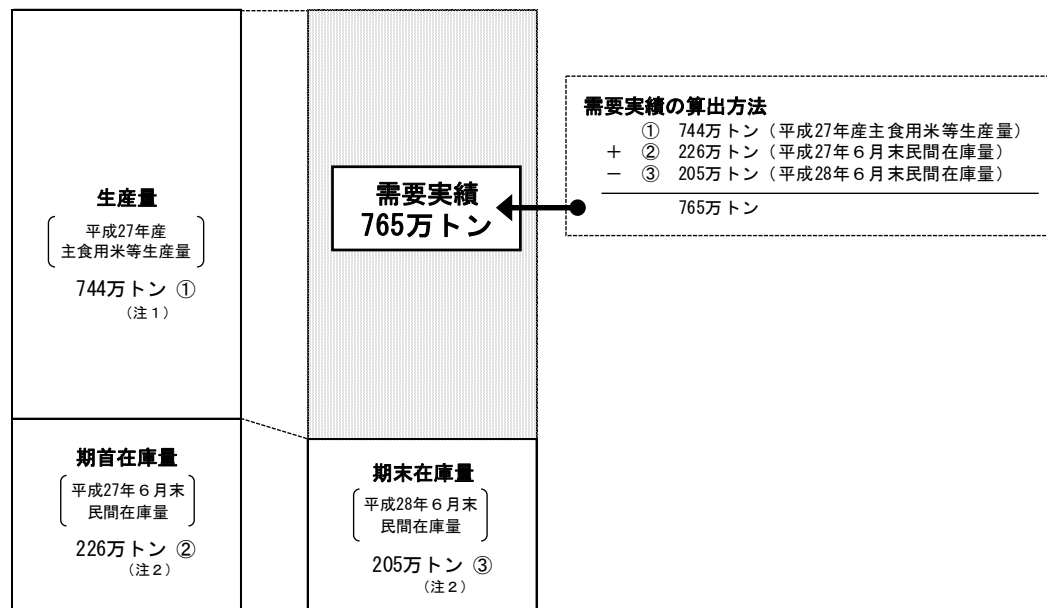 生産量
平成27年産
主食用米等生産量
744万トン ①
（注１）
期首在庫量
平成27年６月末
民間在庫量
226万トン ②
（注２）
需要実績
765万トン
期末在庫量
平成28年６月末
民間在庫量
205万トン ③
（注２）
需要実績の算出方法
① 744万トン（平成27年産主食用米等生産量）
＋ ② 226万トン（平成27年６月末民間在庫量）
－ ③ 205万トン（平成28年６月末民間在庫量）
765万トン